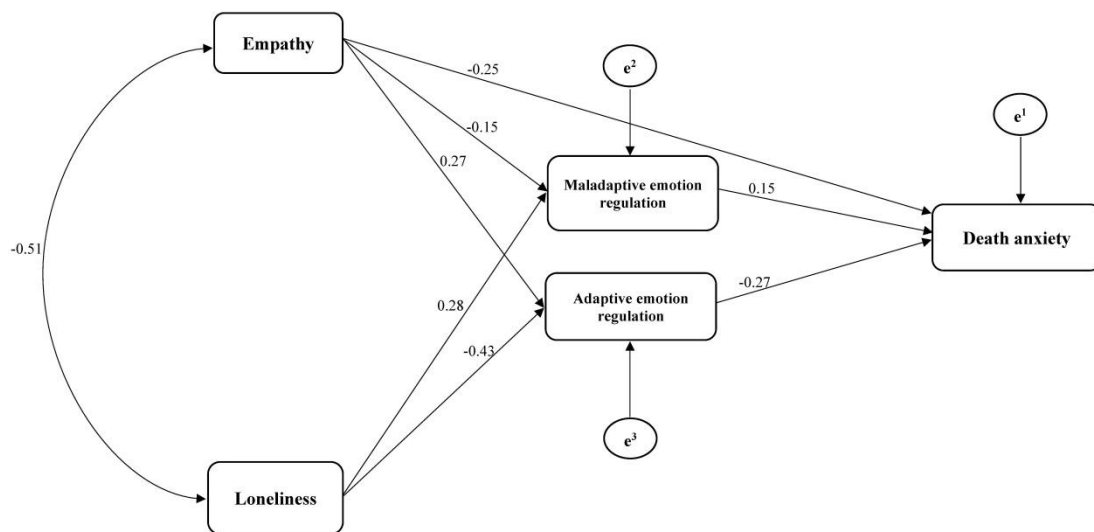 Empathy
-0.25
e²
e¹
-0.15
0.27
Maladaptive emotion
regulation
0.15
Death anxiety
-0.51
Adaptive emotion
regulation
-0.27
0.28
-0.43
e³
Loneliness